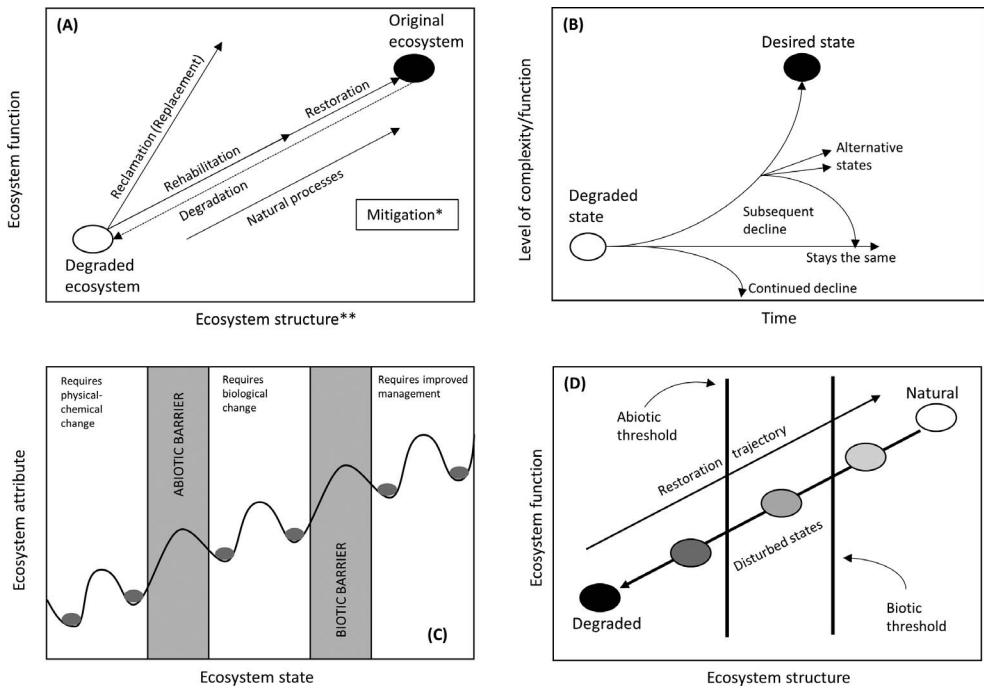 (A)
Original
ecosystem
Reclamation (Replacement)
Restoration
Rehabilitation
Degradation
Natural processes
Mitigation*
Degraded
ecosystem
Ecosystem function
Ecosystem structure**
(B)
Desired state
Alternative
states
Degraded
state
Subsequent
decline
Stays the same
Continued decline
Level of complexity/function
Time
Requires
physical-
chemical
change
ABIOTIC BARRIER
Requires
biological
change
BIOTIC BARRIER
Requires improved
management
(C)
Ecosystem attribute
Ecosystem state
(D)
Natural
Abiotic
threshold
Restoration trajectory
Disturbed states
Degraded
Biotic
threshold
Ecosystem function
Ecosystem structure